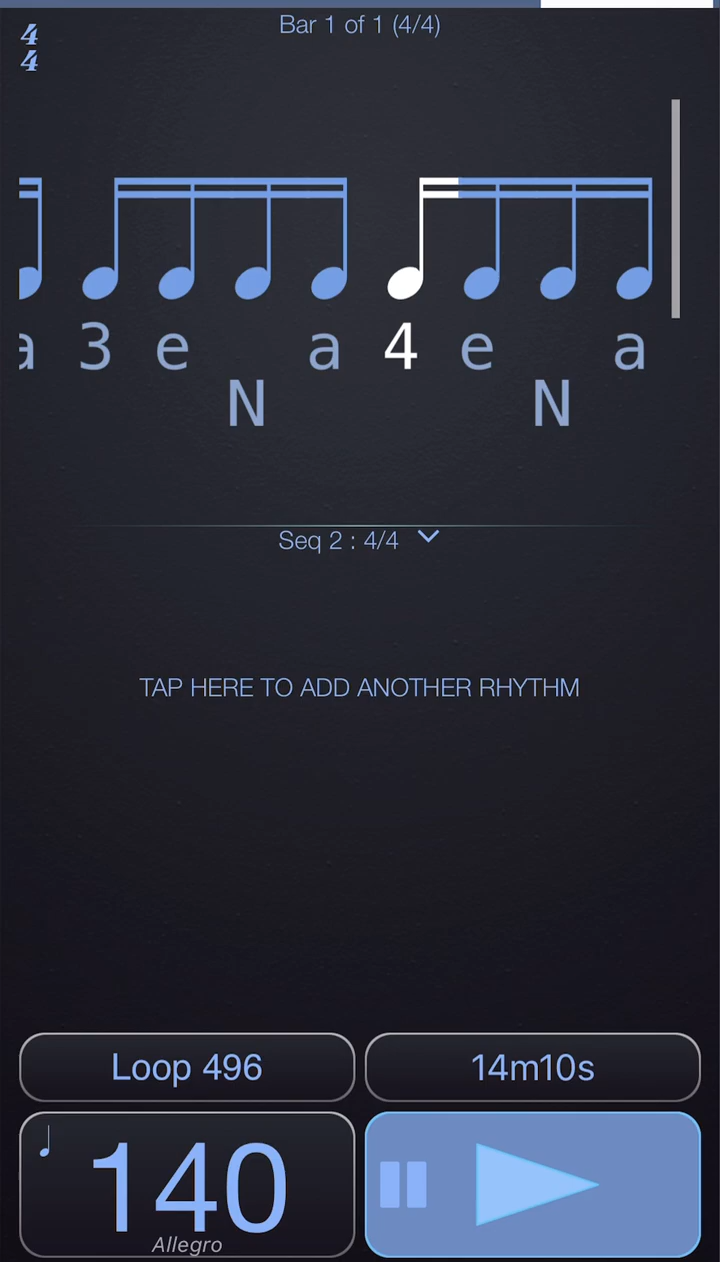 4
4
Bar 1 of 1 (4/4)
a 3 e a 4 e a
N N
Seq 2 : 4/4
TAP HERE TO ADD ANOTHER RHYTHM
Loop 496
14m10s
140
Allegro